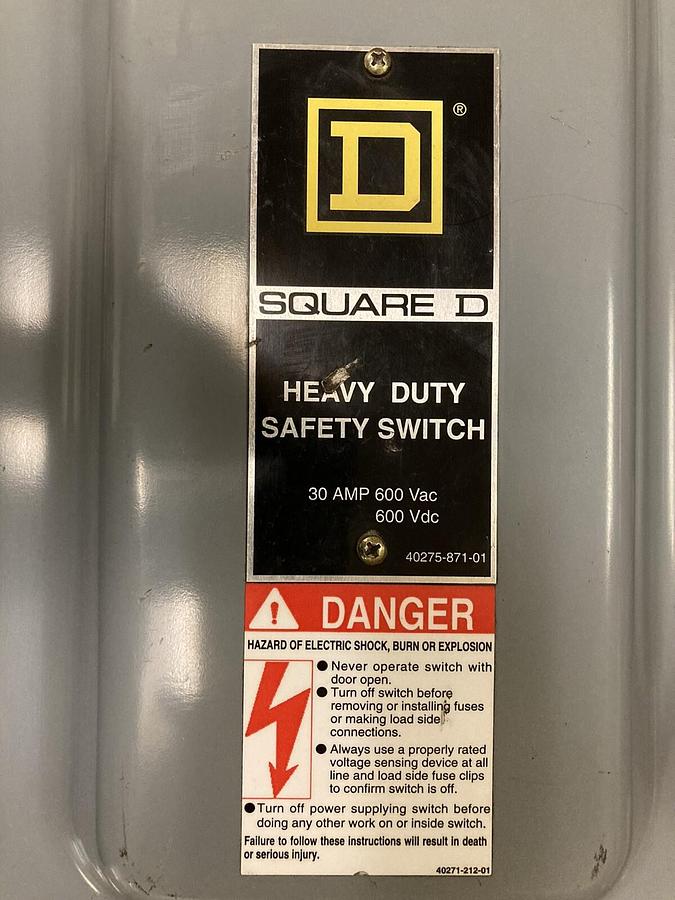 D ®
SQUARE D
HEAVY DUTY
SAFETY SWITCH
30 AMP 600 Vac
600 Vdc
40275-871-01
! DANGER
HAZARD OF ELECTRIC SHOCK, BURN OR EXPLOSION
● Never operate switch with
door open.
● Turn off switch before
removing or installing fuses
or making load side
connections.
● Always use a properly rated
voltage sensing device at all
line and load side fuse clips
to confirm switch is off.
● Turn off power supplying switch before
doing any other work on or inside switch.
Failure to follow these instructions will result in death
or serious injury.
40271-212-01